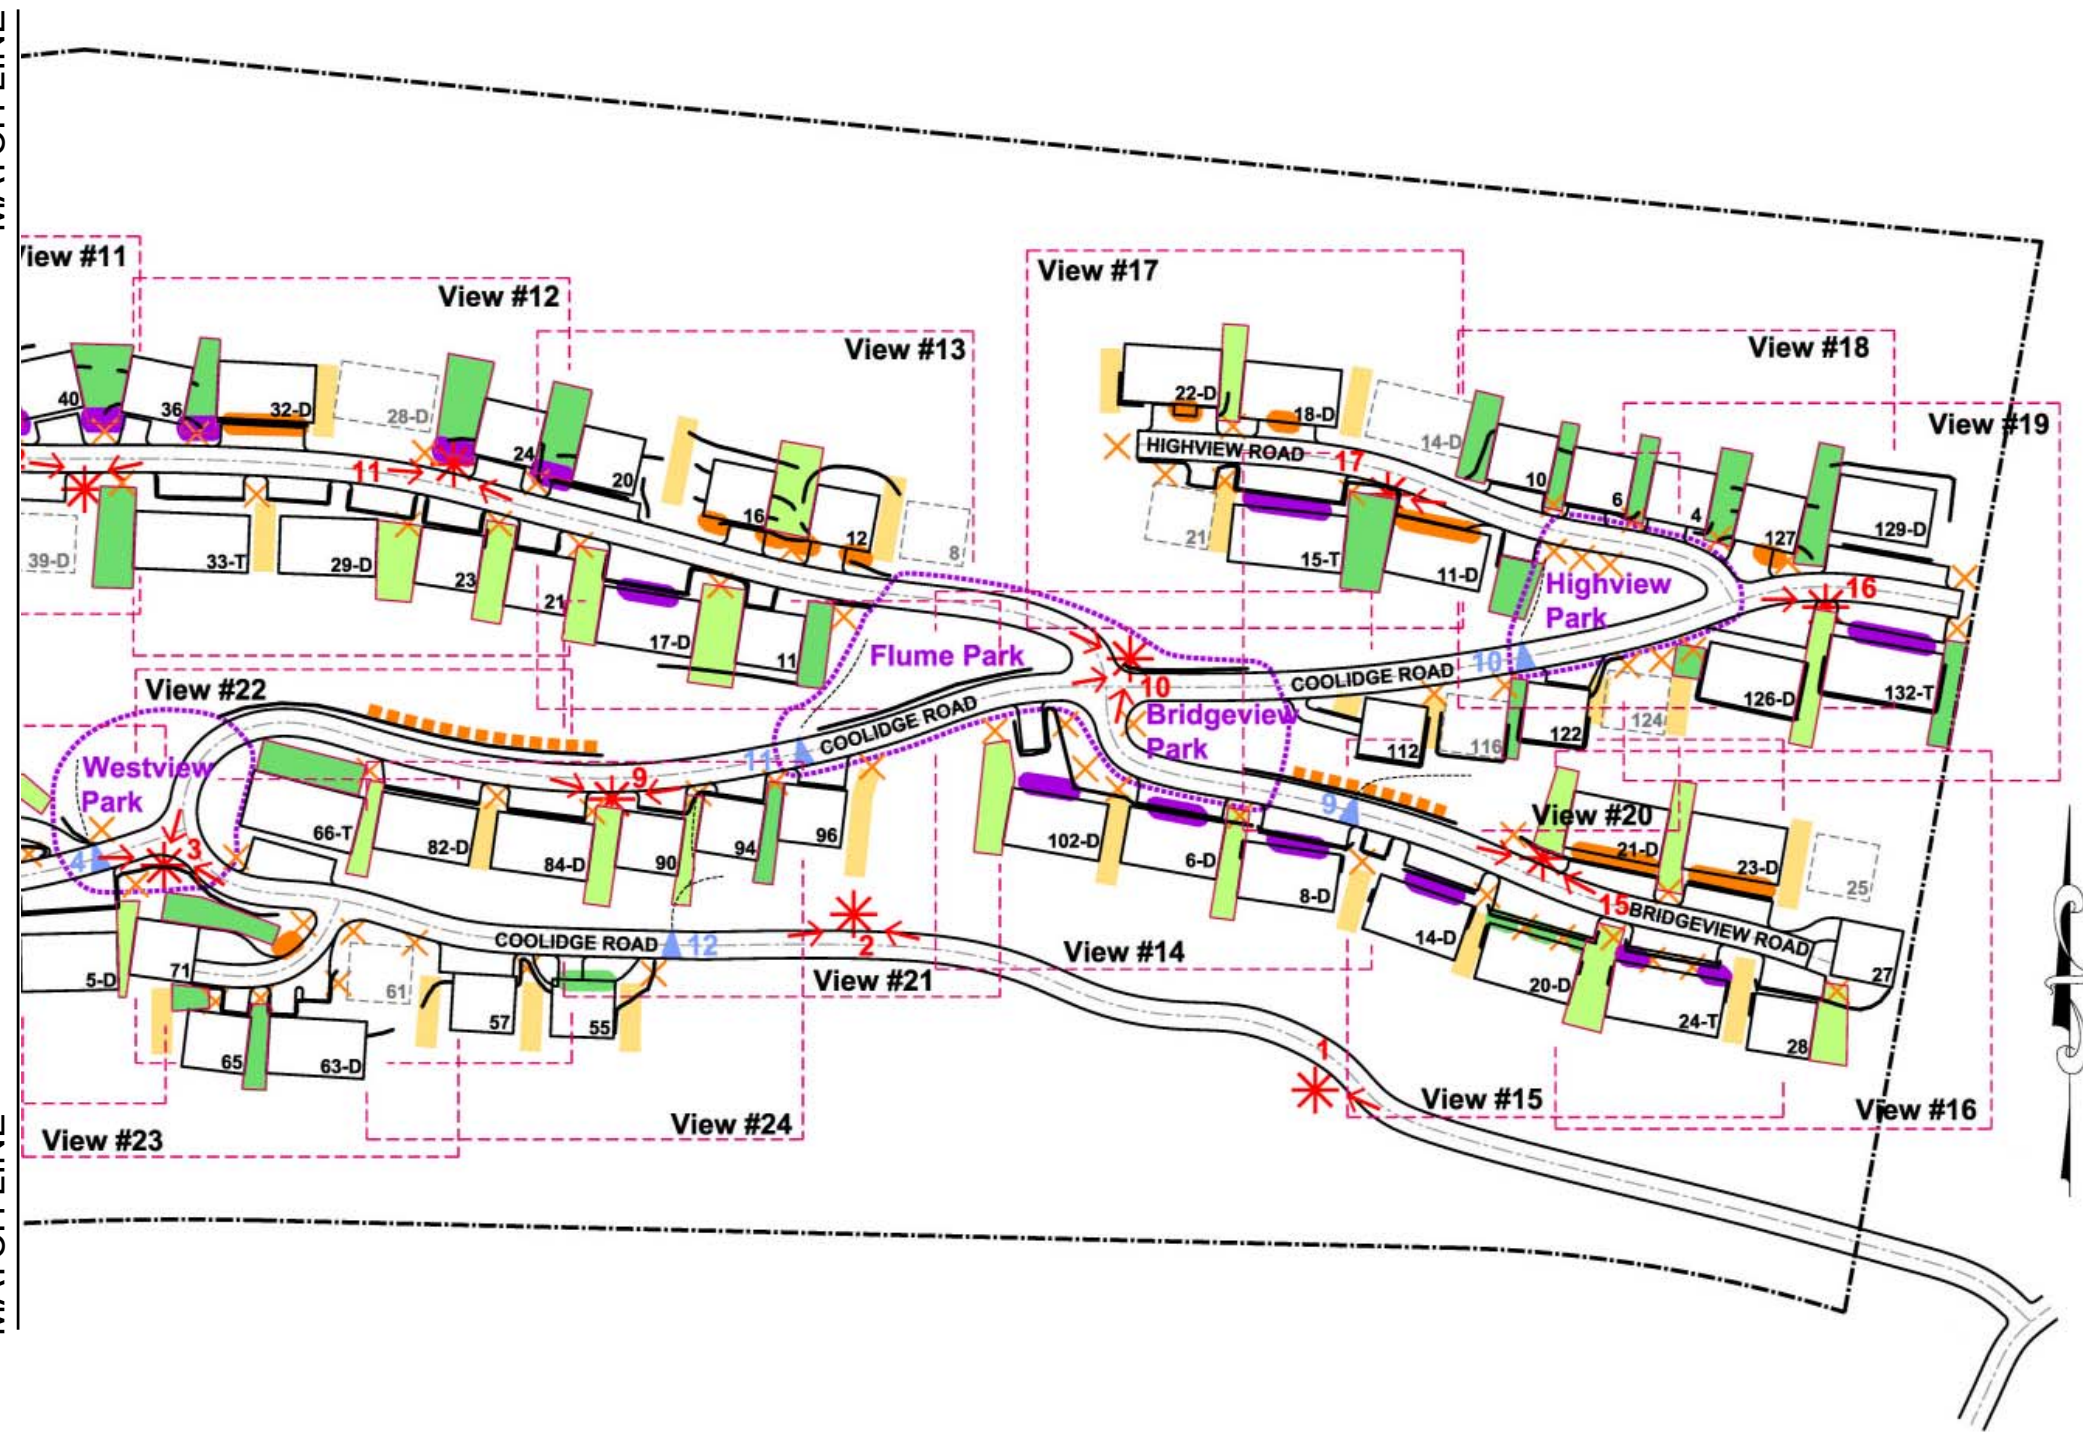 MATCH LINE
MATCH LINE
View #11
View #12
View #13
View #17
View #18
View #19
40
36
32-D
28-D
24
20
16
12
8
22-D
18-D
14-D
10
6
4
127
129-D
HIGHVIEW ROAD
17
11
39-D
33-T
29-D
23
21
17-D
11
21
15-T
11-D
Highview
Park
16
Flume Park
10
COOLIDGE ROAD
10
126-D
132-T
View #22
Westview
Park
11
COOLIDGE ROAD
Bridgeview
Park
112
116
122
124
9
66-T
82-D
84-D
90
94
96
102-D
6-D
8-D
9
View #20
21-D
23-D
25
4
3
15
BRIDGEVIEW ROAD
5-D
71
61
COOLIDGE ROAD
12
2
View #14
14-D
20-D
24-T
27
28
View #21
57
55
65
63-D
1
View #15
View #16
View #24
View #23